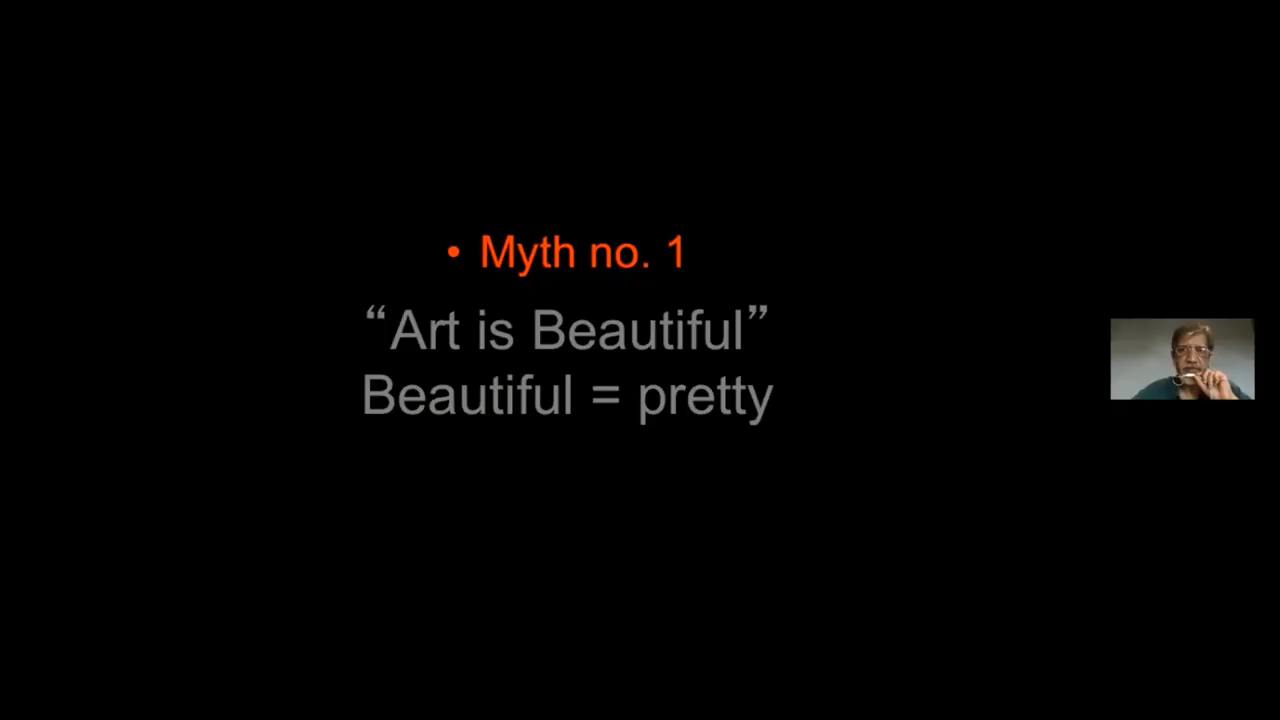 • Myth no. 1
“Art is Beautiful”
Beautiful = pretty